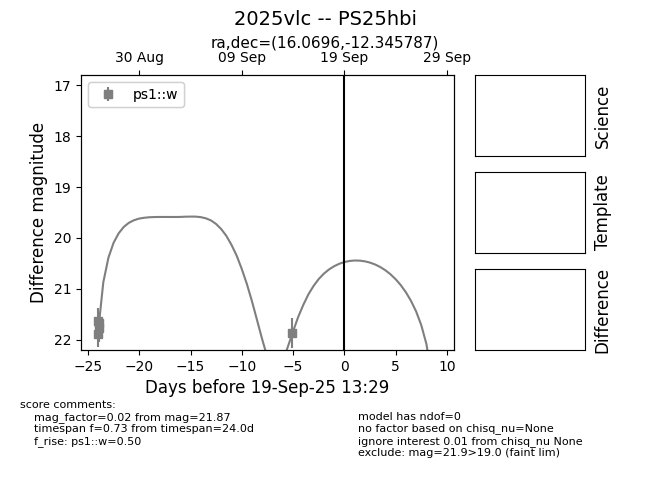 2025vlc -- PS25hbi
ra,dec=(16.0696,-12.345787)
30 Aug 09 Sep 19 Sep 29 Sep
ps1::w
17
18
19
20
21
22
Difference magnitude
−25 −20 −15 −10 −5 0 5 10
Days before 19-Sep-25 13:29
Science
Template
Difference
score comments:
mag_factor=0.02 from mag=21.87
timespan f=0.73 from timespan=24.0d
f_rise: ps1::w=0.50
model has ndof=0
no factor based on chisq_nu=None
ignore interest 0.01 from chisq_nu None
exclude: mag=21.9>19.0 (faint lim)